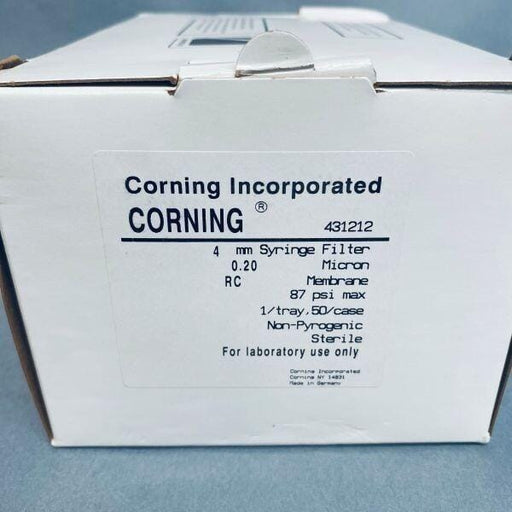 Corning Incorporated
CORNING ® 431212
4 mm Syringe Filter
0.20 Micron
RC Membrane
87 psi max
1/tray,50/case
Non-Pyrogenic
Sterile
For laboratory use only
Corning Incorporated
Corning NY 14831
Made in Germany